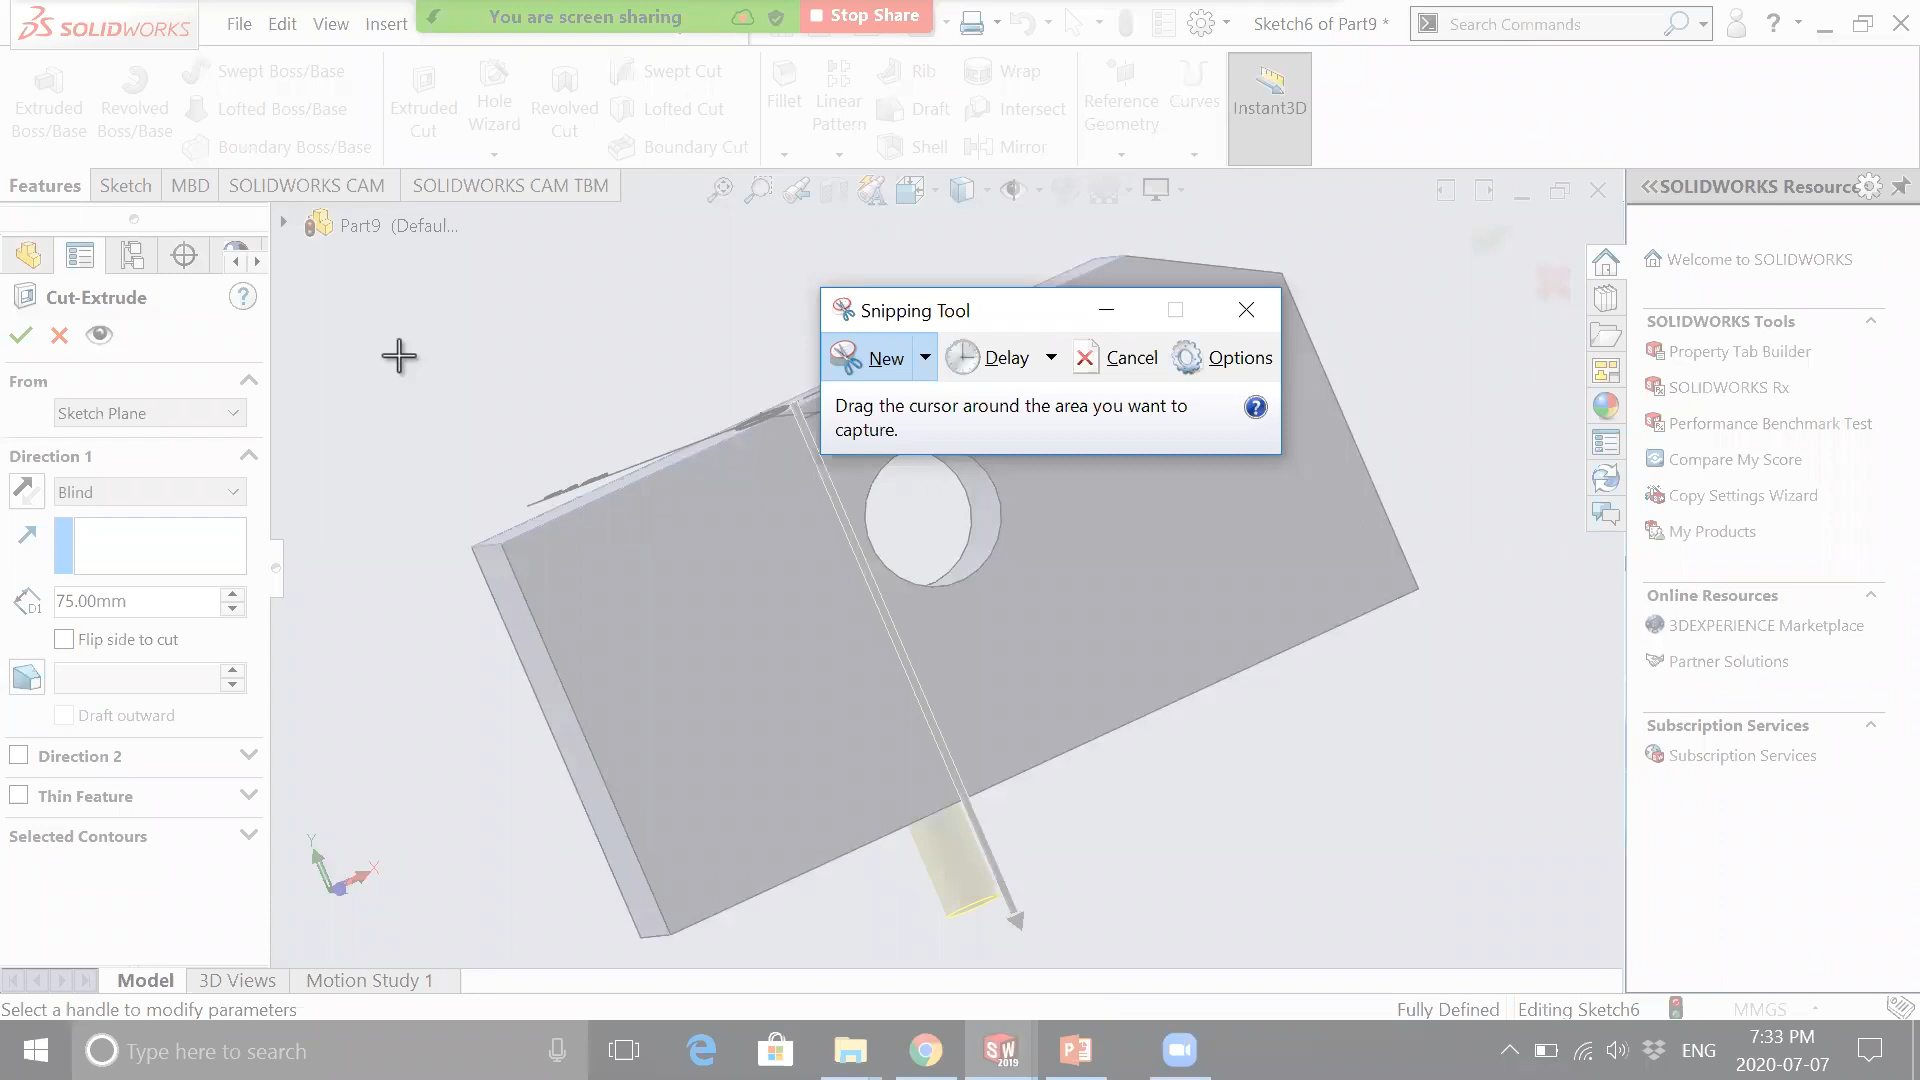 SOLIDWORKS
File Edit View Insert
You are screen sharing
Stop Share
Sketch6 of Part9 *
Search Commands
Extruded Boss/Base
Revolved Boss/Base
Swept Boss/Base
Lofted Boss/Base
Boundary Boss/Base
Extruded Cut
Hole Wizard
Revolved Cut
Swept Cut
Lofted Cut
Boundary Cut
Fillet
Linear Pattern
Rib
Draft
Shell
Wrap
Intersect
Mirror
Reference Geometry
Curves
Instant3D
Features Sketch MBD SOLIDWORKS CAM SOLIDWORKS CAM TBM
Part9 (Defaul...
Cut-Extrude
From
Sketch Plane
Direction 1
Blind
D1
75.00mm
Flip side to cut
Draft outward
Direction 2
Thin Feature
Selected Contours
Y
X
Snipping Tool
New Delay Cancel Options
Drag the cursor around the area you want to
capture.
SOLIDWORKS Resourc
Welcome to SOLIDWORKS
SOLIDWORKS Tools
Property Tab Builder
SOLIDWORKS Rx
Performance Benchmark Test
Compare My Score
Copy Settings Wizard
My Products
Online Resources
3DEXPERIENCE Marketplace
Partner Solutions
Subscription Services
Subscription Services
Model 3D Views Motion Study 1
Select a handle to modify parameters
Fully Defined Editing Sketch6 MMGS
Type here to search
SW 2019
ENG
7:33 PM
2020-07-07